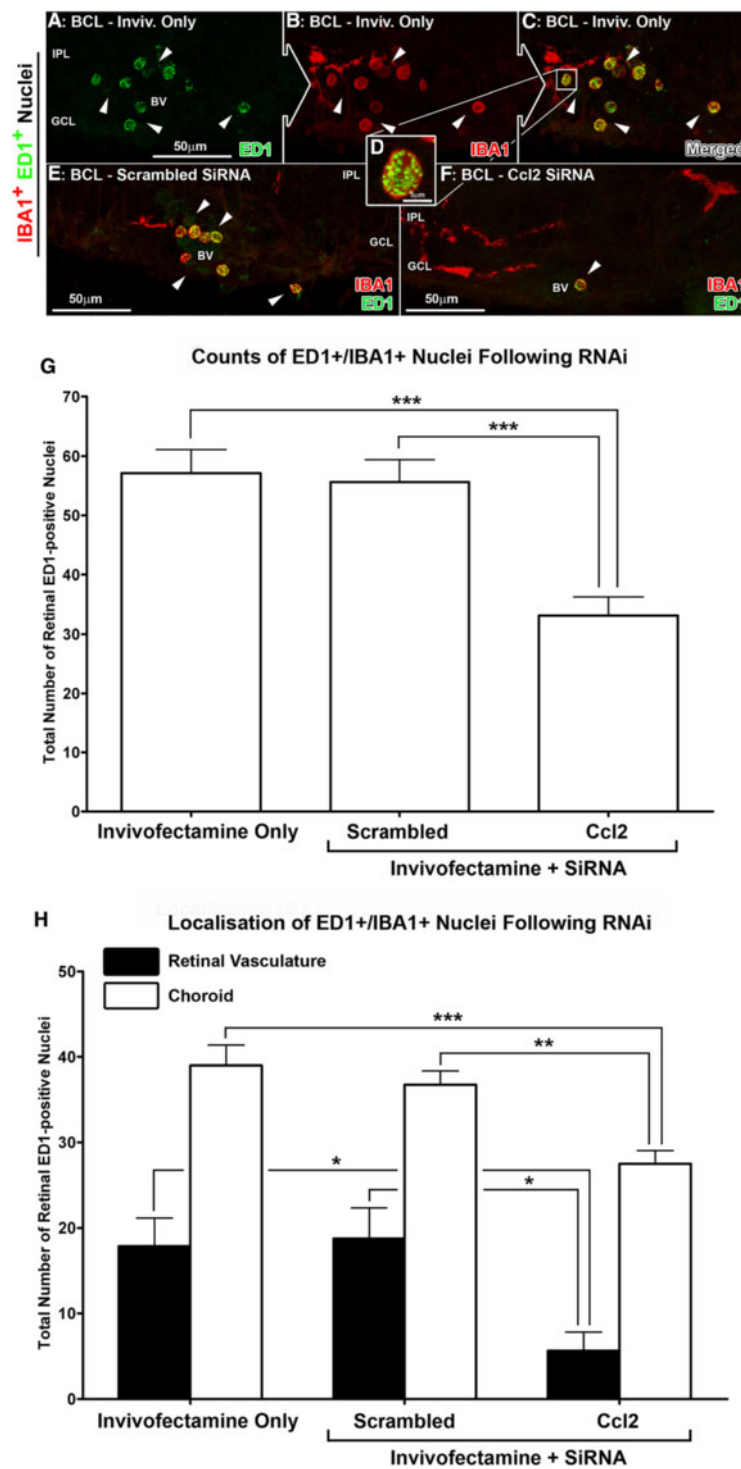 A: BCL - Inviv. Only
B: BCL - Inviv. Only
C: BCL - Inviv. Only
IPL
BV
GCL
50µm
ED1
IBA1
Merged
IBA1+ ED1+ Nuclei
D
5µm
E: BCL - Scrambled SiRNA
IPL
GCL
BV
50µm
IBA1
ED1
F: BCL - Ccl2 SiRNA
IPL
GCL
BV
50µm
IBA1
ED1
G
Counts of ED1+/IBA1+ Nuclei Following RNAi
Total Number of Retinal ED1-positive Nuclei
70
60
50
40
30
20
10
0
***
***
Invivofectamine Only
Scrambled
Ccl2
Invivofectamine + SiRNA
H
Localisation of ED1+/IBA1+ Nuclei Following RNAi
Retinal Vasculature
Choroid
Total Number of Retinal ED1-positive Nuclei
50
40
30
20
10
0
***
**
*
*
Invivofectamine Only
Scrambled
Ccl2
Invivofectamine + SiRNA